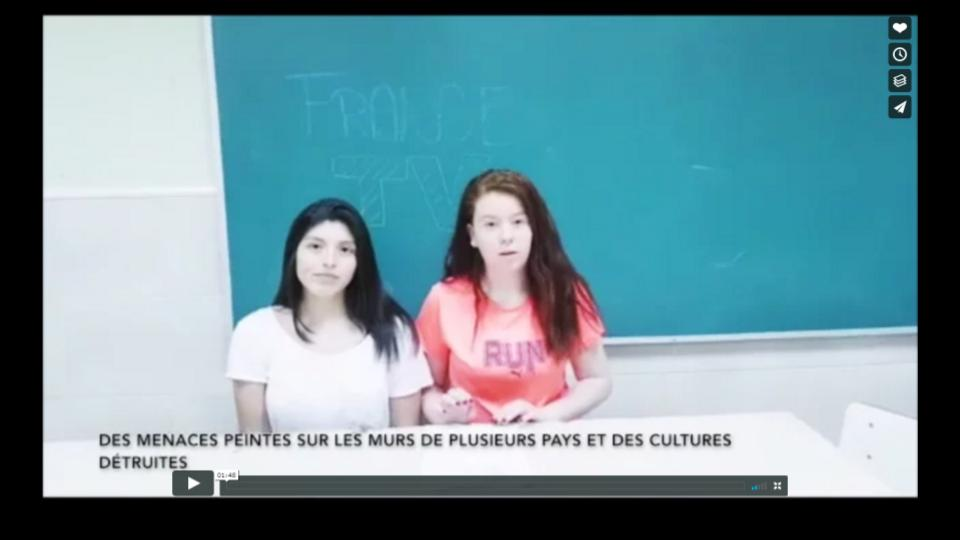 FRANCE
TV
RUN
DES MENACES PEINTES SUR LES MURS DE PLUSIEURS PAYS ET DES CULTURES
DÉTRUITES
01:48